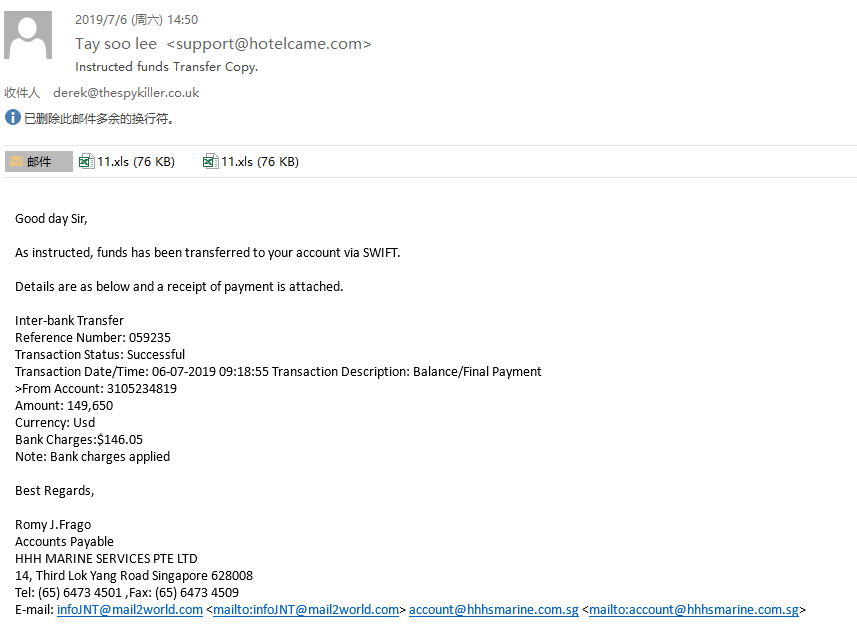 2019/7/6 (周六) 14:50
Tay soo lee <support@hotelcame.com>
Instructed funds Transfer Copy.
收件人 derek@thespykiller.co.uk
已删除此邮件多余的换行符。
邮件 11.xls (76 KB) 11.xls (76 KB)
Good day Sir,
As instructed, funds has been transferred to your account via SWIFT.
Details are as below and a receipt of payment is attached.
Inter-bank Transfer
Reference Number: 059235
Transaction Status: Successful
Transaction Date/Time: 06-07-2019 09:18:55 Transaction Description: Balance/Final Payment
>From Account: 3105234819
Amount: 149,650
Currency: Usd
Bank Charges:$146.05
Note: Bank charges applied
Best Regards,
Romy J.Frago
Accounts Payable
HHH MARINE SERVICES PTE LTD
14, Third Lok Yang Road Singapore 628008
Tel: (65) 6473 4501 ,Fax: (65) 6473 4509
E-mail: infoJNT@mail2world.com <mailto:infoJNT@mail2world.com> account@hhhsmarine.com.sg <mailto:account@hhhsmarine.com.sg>